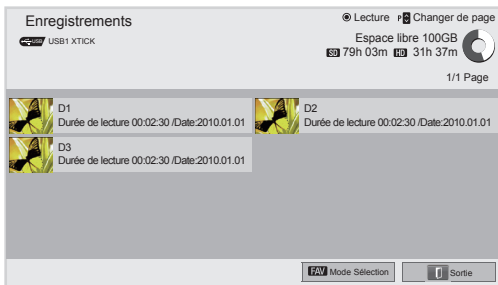 Enregistrements
Lecture P Changer de page
USB USB1 XTICK
Espace libre 100GB
SD 79h 03m HD 31h 37m
1/1 Page
D1
Durée de lecture 00:02:30 /Date:2010.01.01
D2
Durée de lecture 00:02:30 /Date:2010.01.01
D3
Durée de lecture 00:02:30 /Date:2010.01.01
FAV Mode Sélection
Sortie